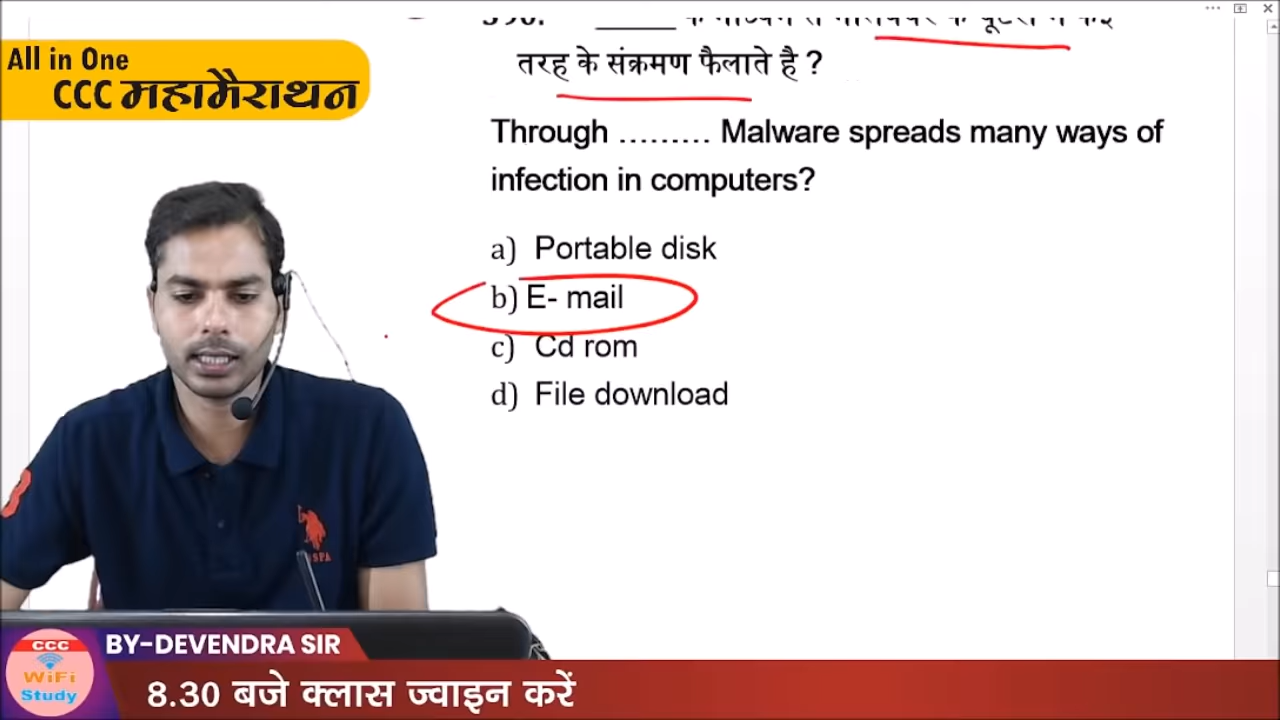 All in One
CCC महामैराथन
तरह के संक्रमण फैलाते है ?
Through ......... Malware spreads many ways of
infection in computers?
a) Portable disk
b) E- mail
c) Cd rom
d) File download
CCC
WiFi
Study
BY-DEVENDRA SIR
8.30 बजे क्लास ज्वाइन करें